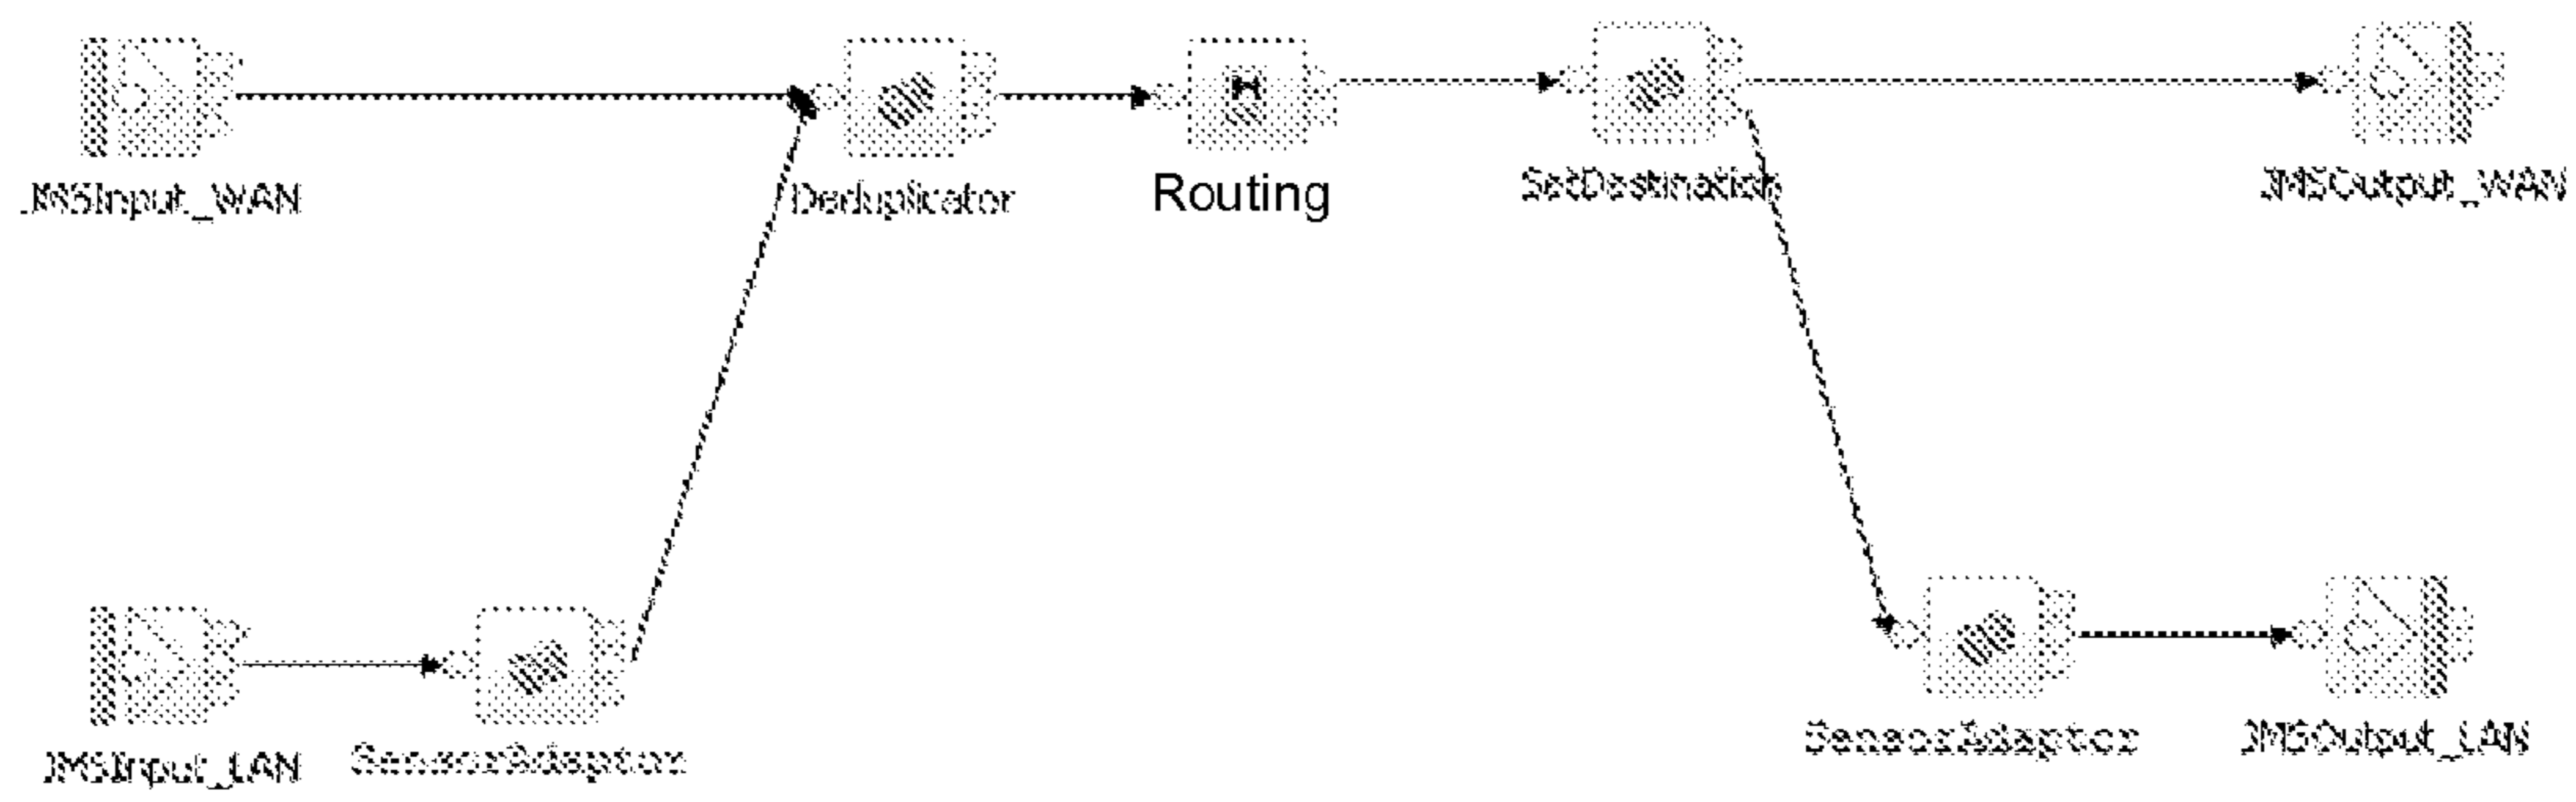 JMSInput_WAN
Deduplicator
Routing
SetDestination
JMSOutput_WAN
JMSInput_LAN
SensorAdaptor
SensorAdaptor
JMSOutput_LAN